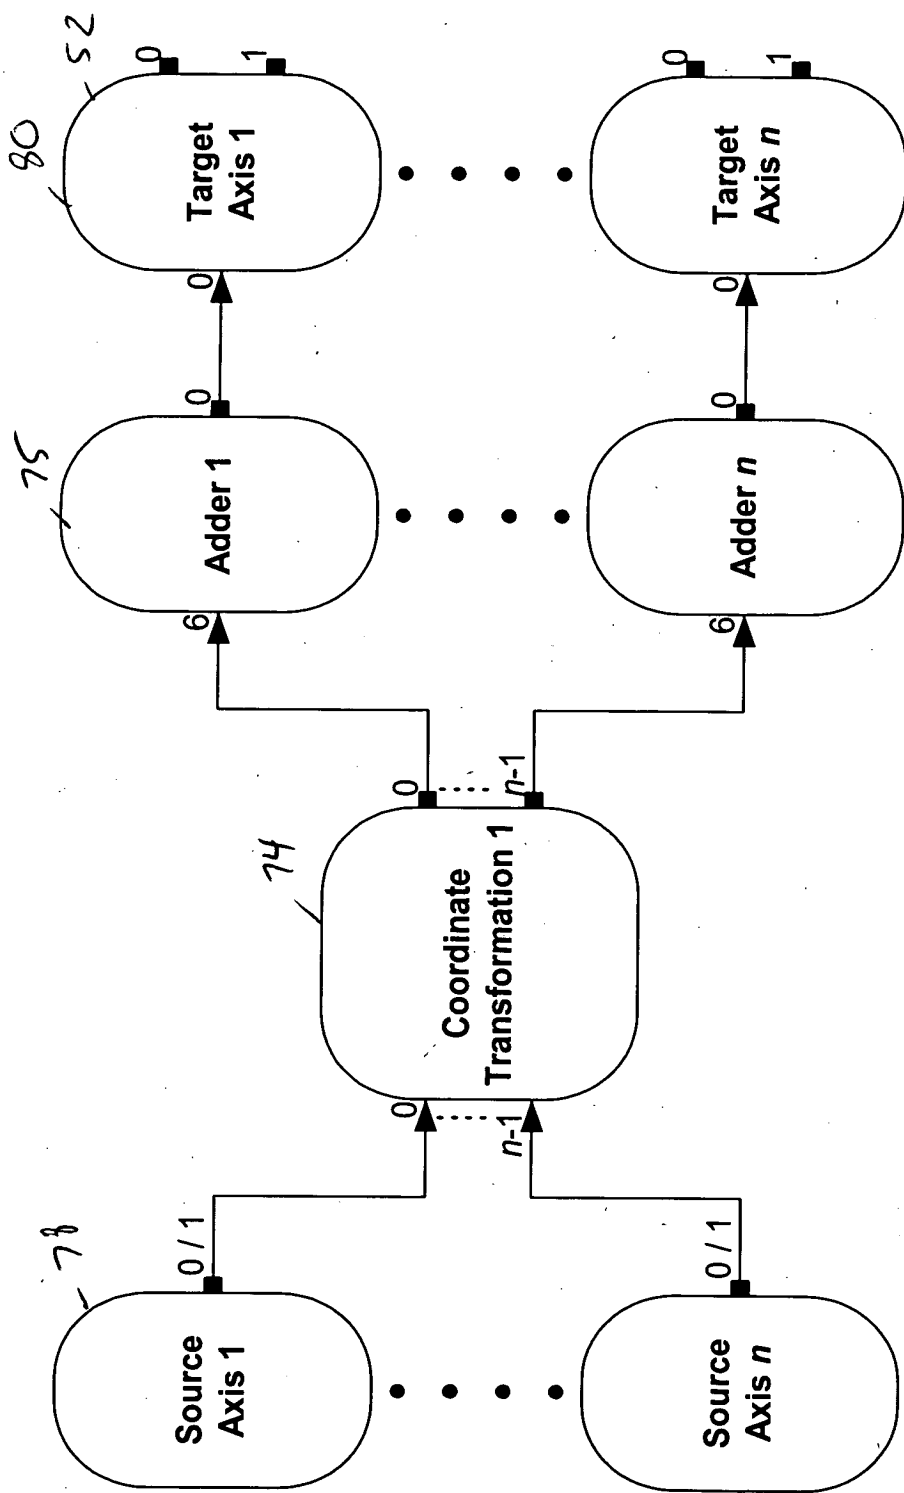 78
Source
Axis 1
0 / 1
Source
Axis n
0 / 1
74
0
n-1
Coordinate
Transformation 1
0
n-1
75
6
Adder 1
0
6
Adder n
0
80
52
0
Target
Axis 1
0
1
0
Target
Axis n
0
1